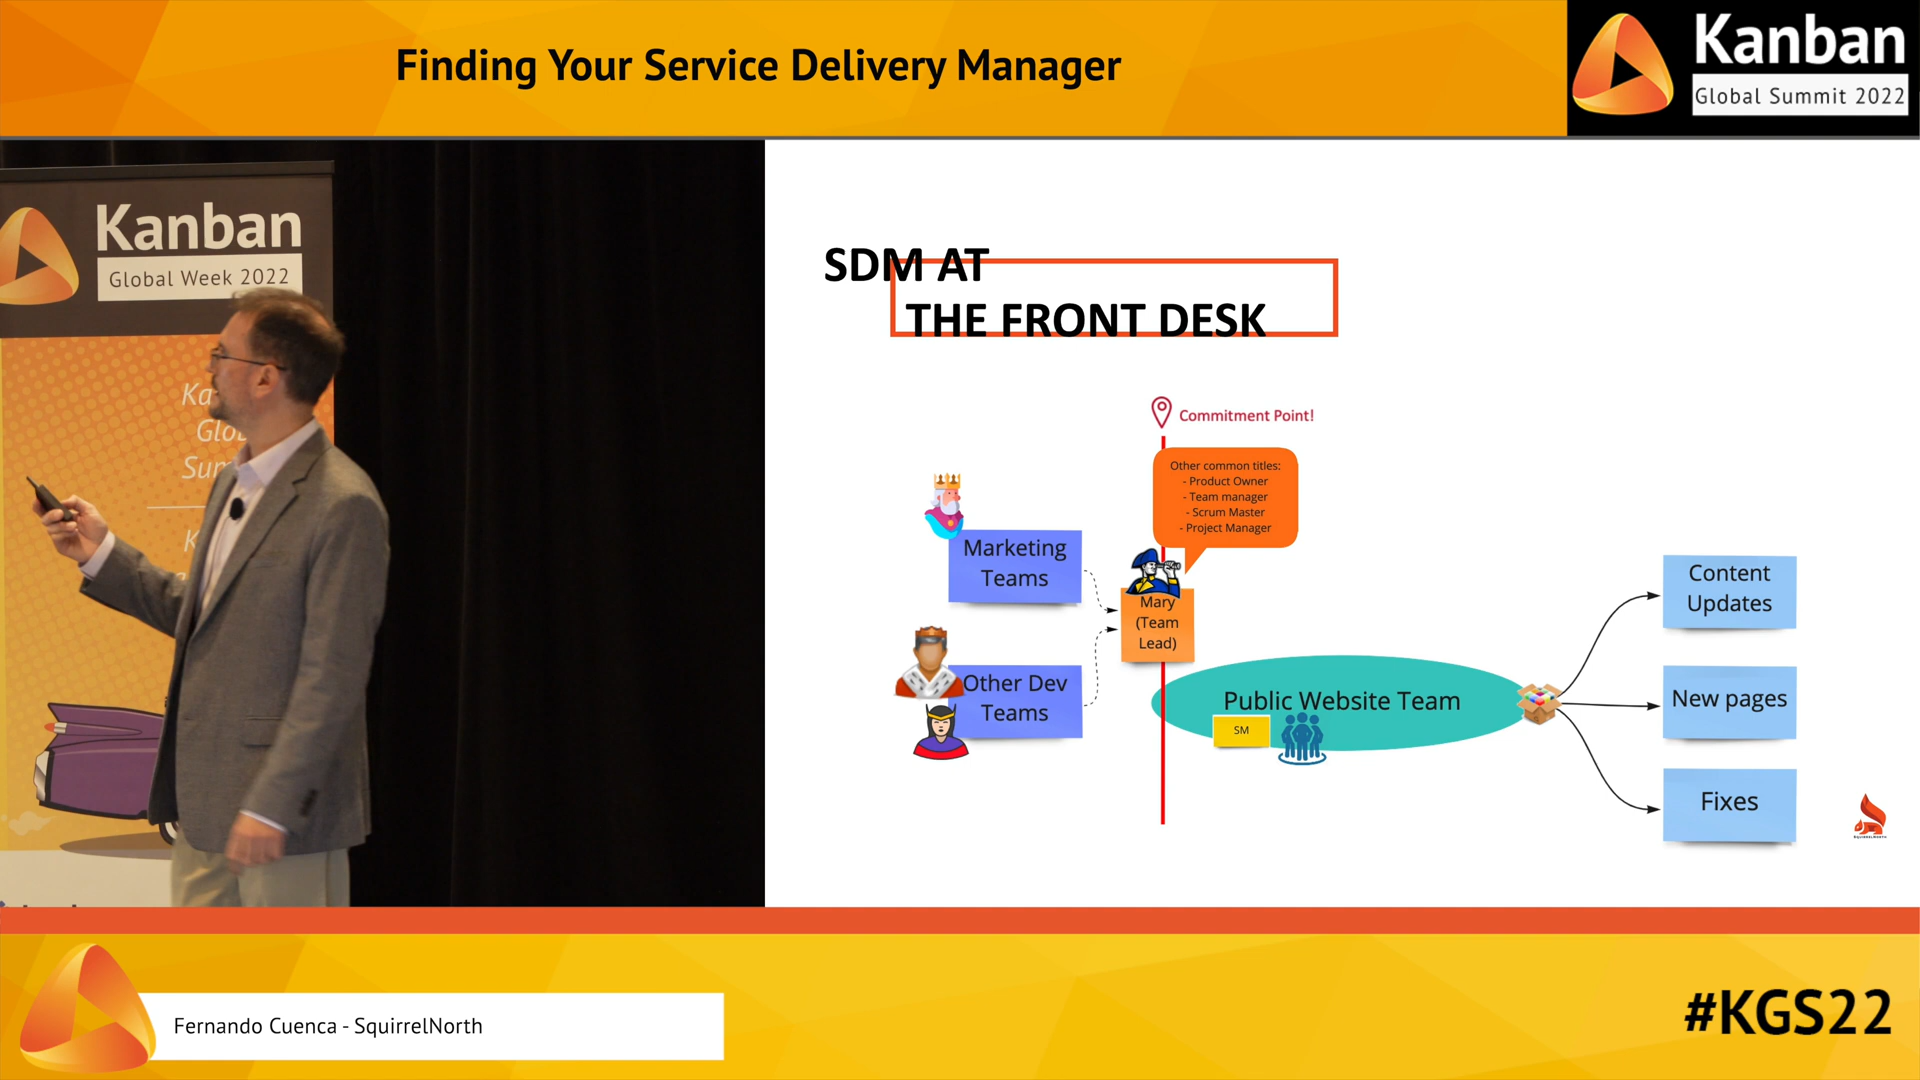 Finding Your Service Delivery Manager
Kanban
Global Summit 2022
Kanban
Global Week 2022
SDM AT
THE FRONT DESK
Commitment Point!
Other common titles:
- Product Owner
- Team manager
- Scrum Master
- Project Manager
Marketing
Teams
Mary
(Team
Lead)
Other Dev
Teams
Public Website Team
SM
Content
Updates
New pages
Fixes
SQUIRRELNORTH
Fernando Cuenca - SquirrelNorth
#KGS22